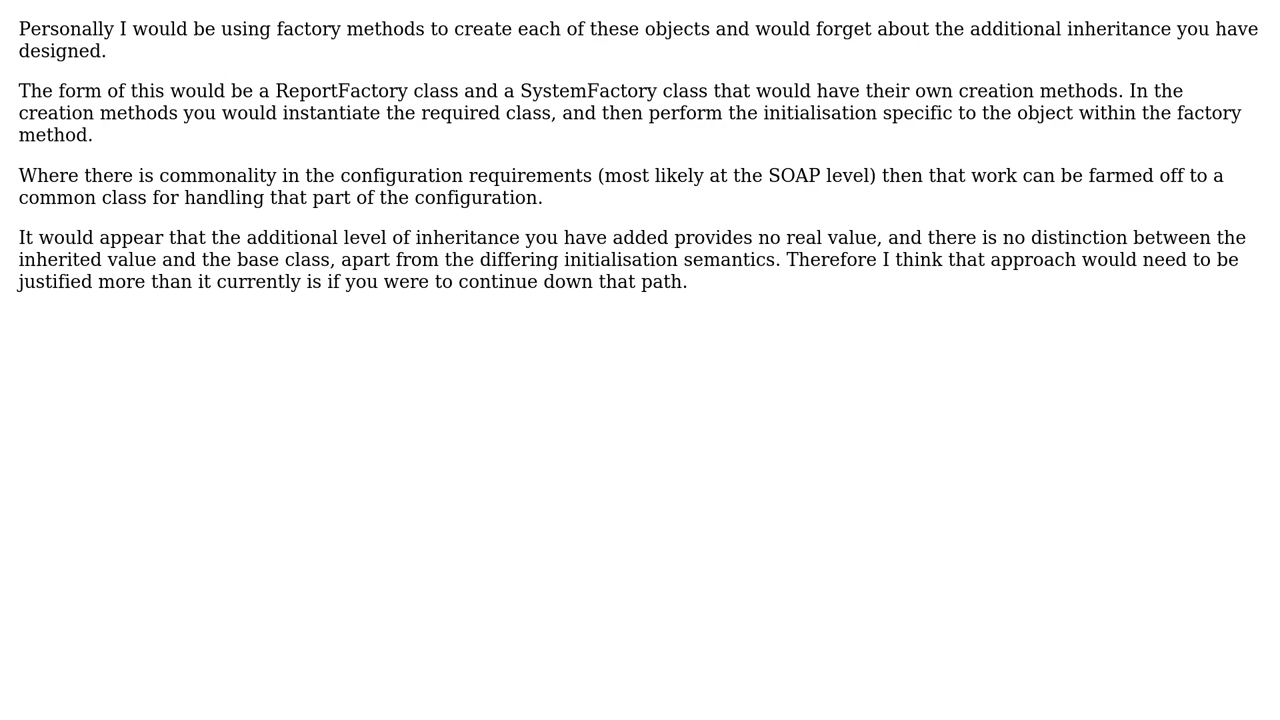 Personally I would be using factory methods to create each of these objects and would forget about the additional inheritance you have
designed.
The form of this would be a ReportFactory class and a SystemFactory class that would have their own creation methods. In the
creation methods you would instantiate the required class, and then perform the initialisation specific to the object within the factory
method.
Where there is commonality in the configuration requirements (most likely at the SOAP level) then that work can be farmed off to a
common class for handling that part of the configuration.
It would appear that the additional level of inheritance you have added provides no real value, and there is no distinction between the
inherited value and the base class, apart from the differing initialisation semantics. Therefore I think that approach would need to be
justified more than it currently is if you were to continue down that path.